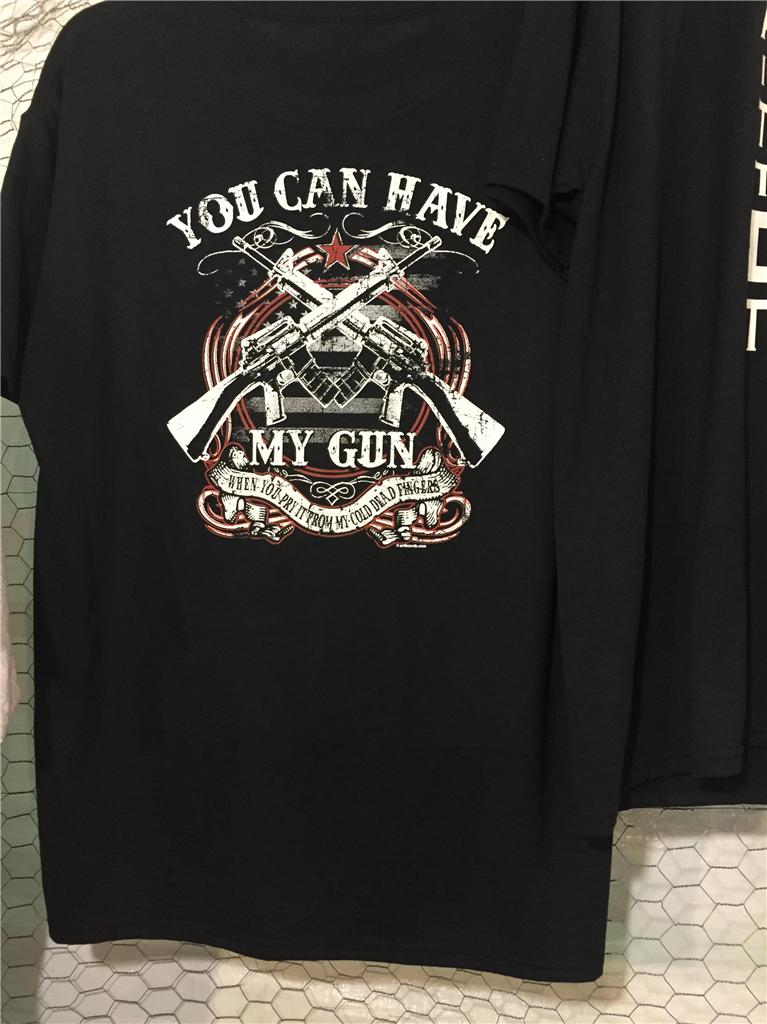 YOU CAN HAVE
MY GUN
WHEN YOU PRY IT FROM MY COLD DEAD FINGERS